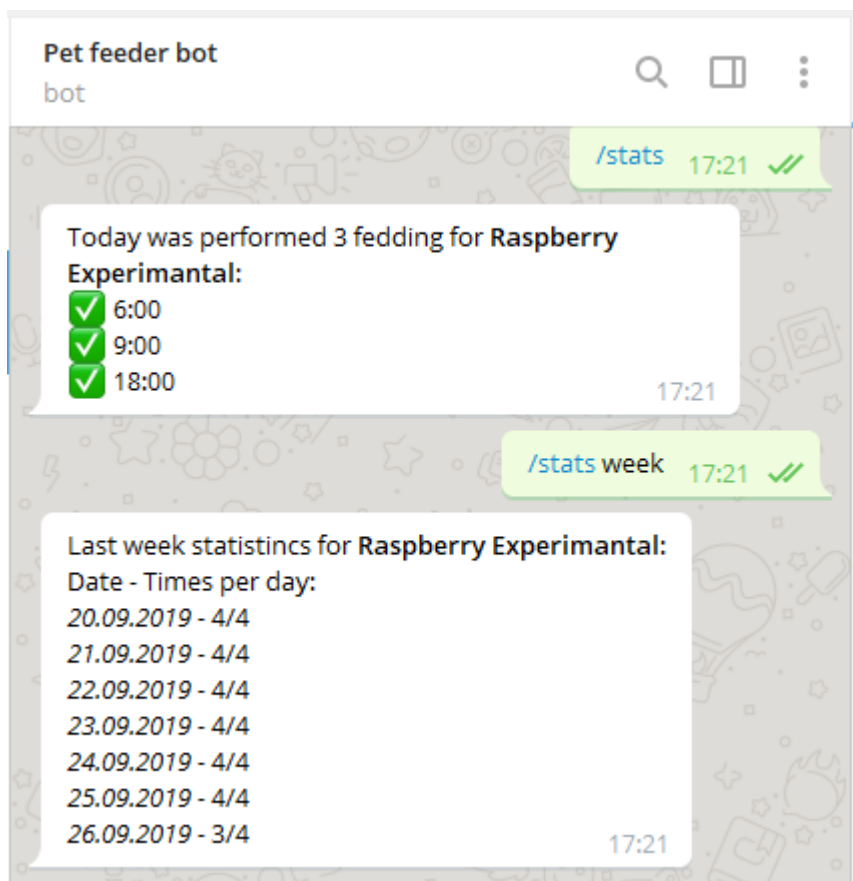 Pet feeder bot
bot
/stats 17:21
Today was performed 3 fedding for Raspberry
Experimantal:
6:00
9:00
18:00
17:21
/stats week 17:21
Last week statistincs for Raspberry Experimantal:
Date - Times per day:
20.09.2019 - 4/4
21.09.2019 - 4/4
22.09.2019 - 4/4
23.09.2019 - 4/4
24.09.2019 - 4/4
25.09.2019 - 4/4
26.09.2019 - 3/4
17:21